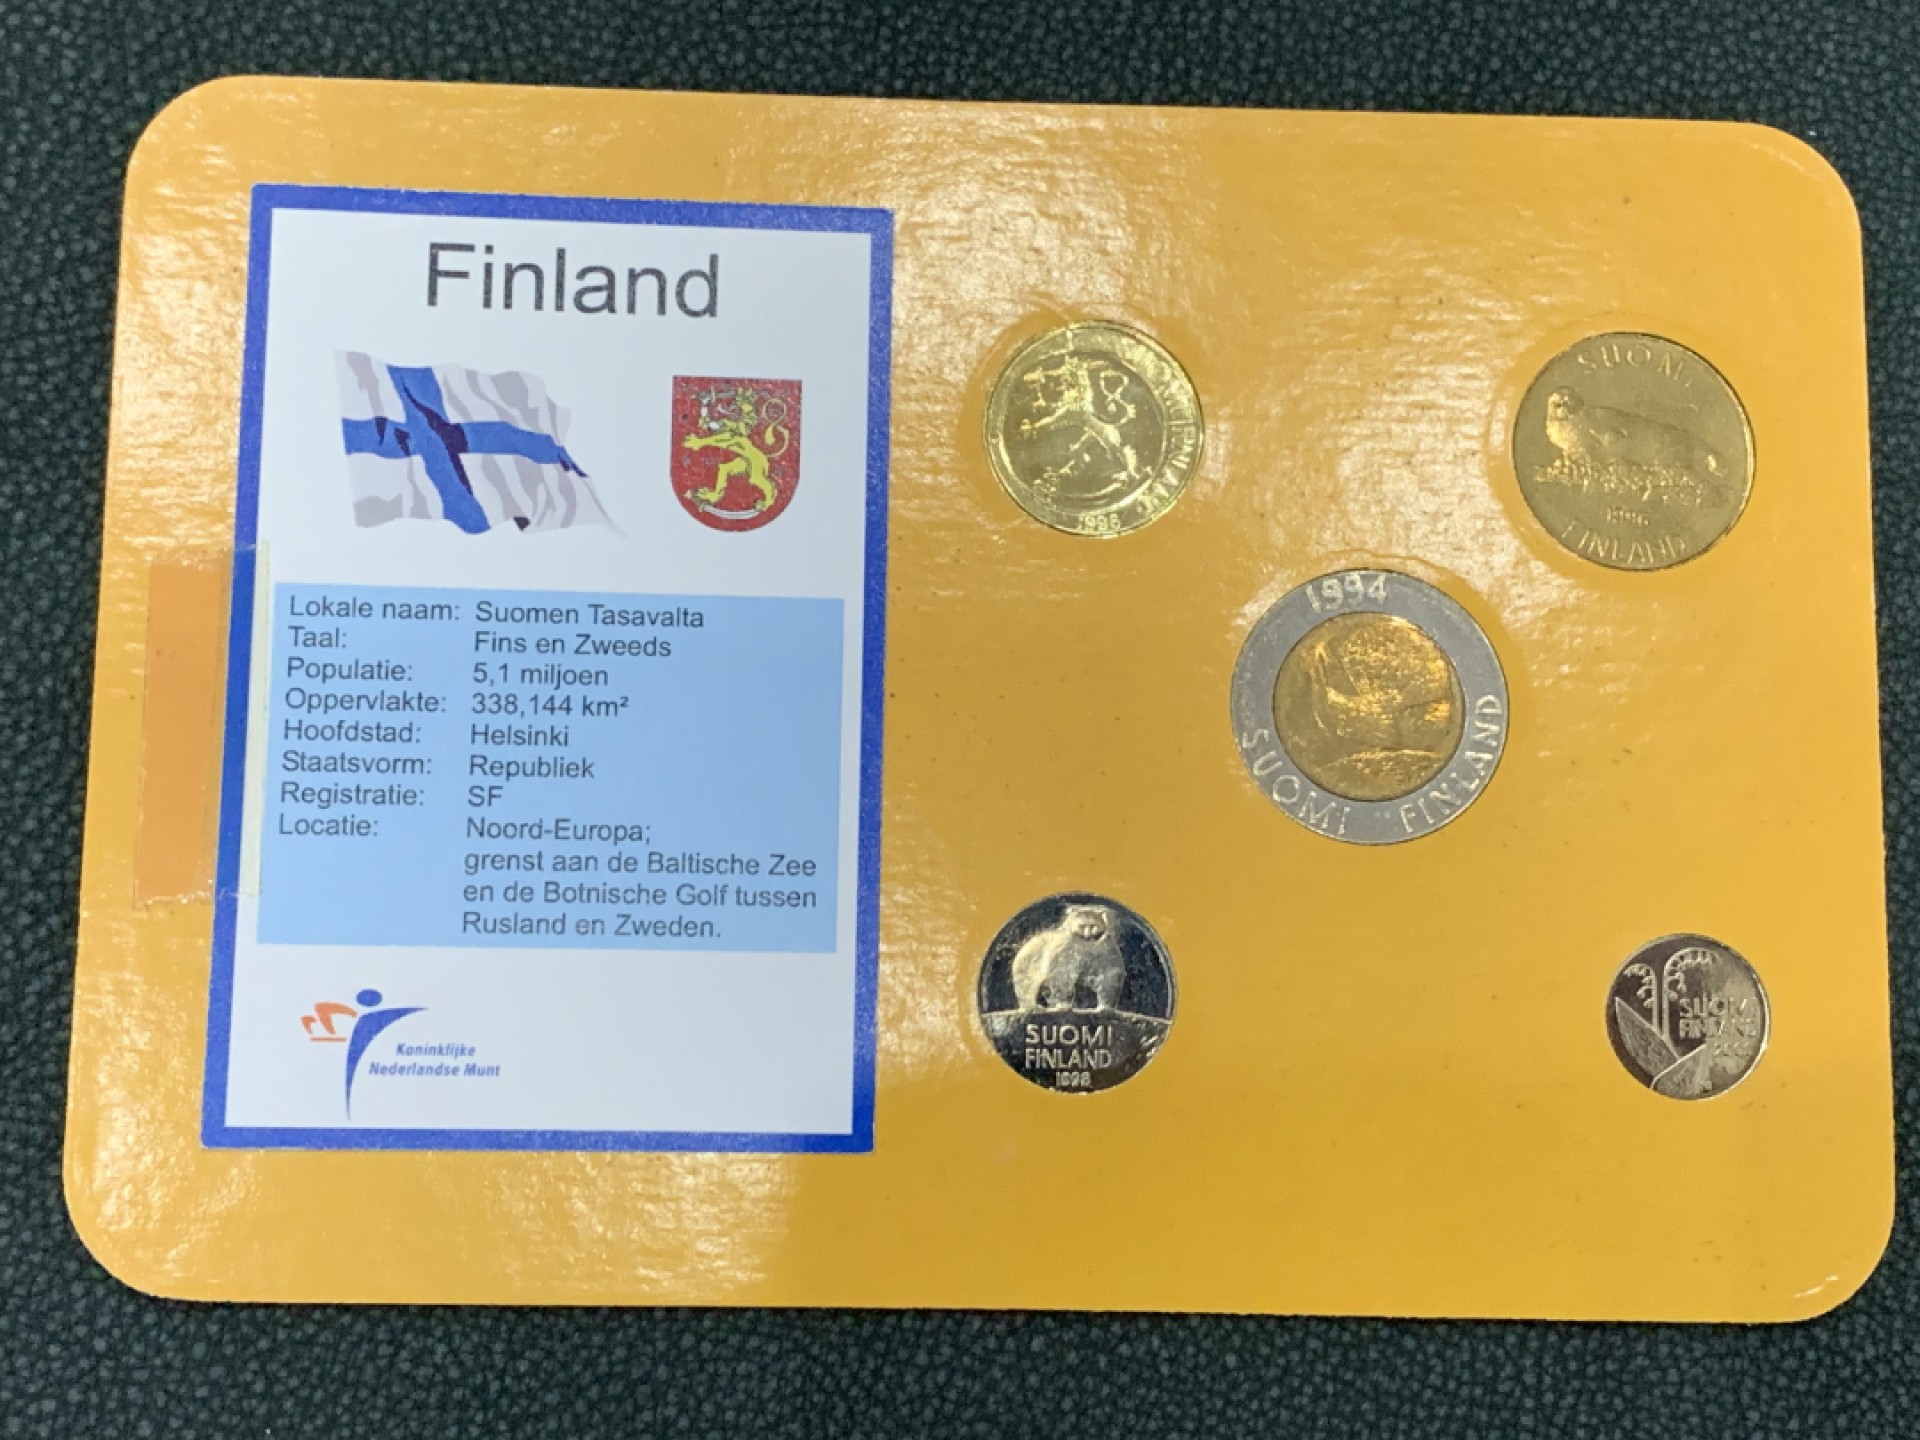 Finland
Lokale naam: Suomen Tasavalta
Taal: Fins en Zweeds
Populatie: 5,1 miljoen
Oppervlakte: 338,144 km²
Hoofdstad: Helsinki
Staatsvorm: Republiek
Registratie: SF
Locatie: Noord-Europa;
grenst aan de Baltische Zee
en de Botnische Golf tussen
Rusland en Zweden.
Koninklijke
Nederlandse Munt
1998
SUOMI
FINLAND
1994
SUOMI FINLAND
SUOMI
FINLAND
1998
SUOMI
FINLAND